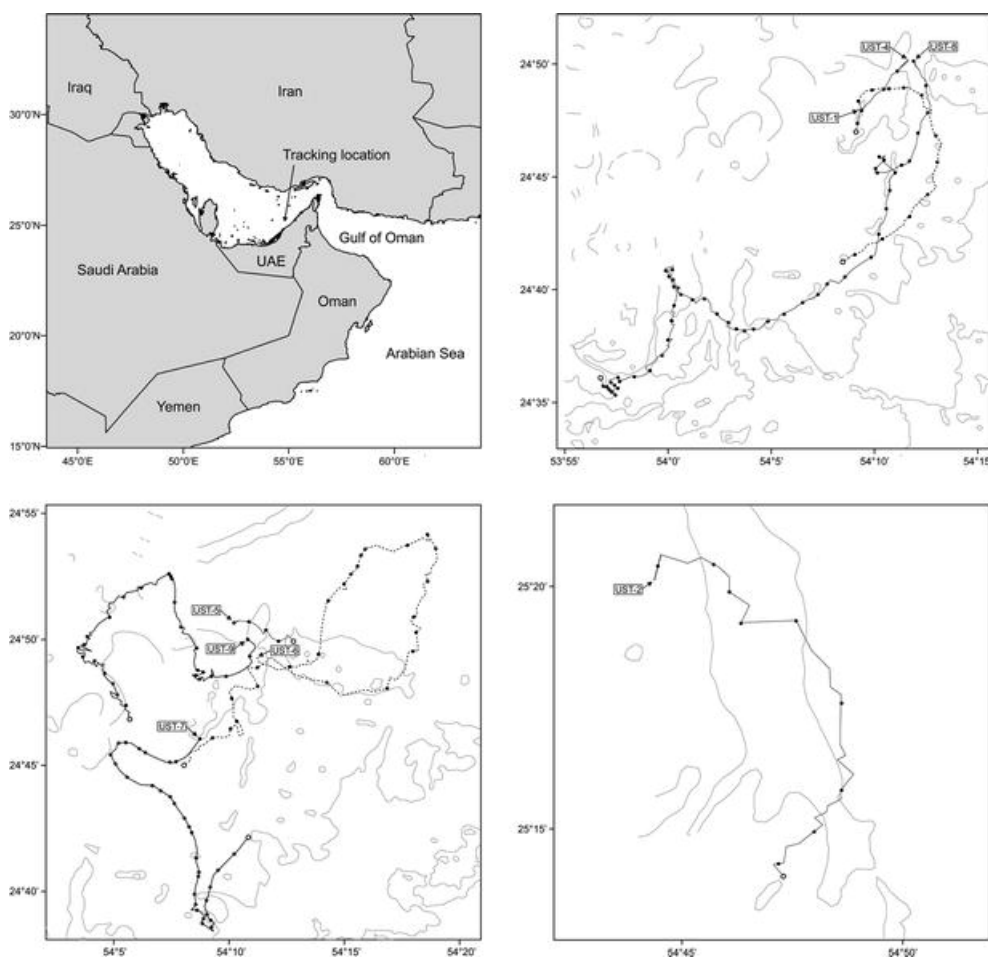 Iraq
Iran
30°0'N
Tracking location
25°0'N
Gulf of Oman
UAE
Saudi Arabia
Oman
20°0'N
Arabian Sea
Yemen
15°0'N
45°0'E 50°0'E 55°0'E 60°0'E
UST-4 UST-8
24°50'
UST-1
24°45'
24°40'
24°35'
53°55' 54°0' 54°5' 54°10' 54°15'
24°55'
UST-5
24°50'
UST-9 UST-6
UST-7
24°45'
24°40'
54°5' 54°10' 54°15' 54°20'
25°20'
UST-2
25°15'
54°45' 54°50'